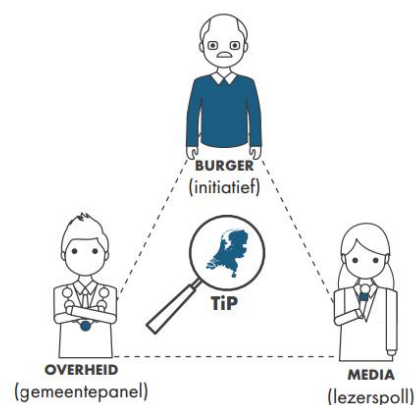 BURGER
(initiatief)
TiP
OVERHEID
(gemeentepanel)
MEDIA
(lezerspoll)